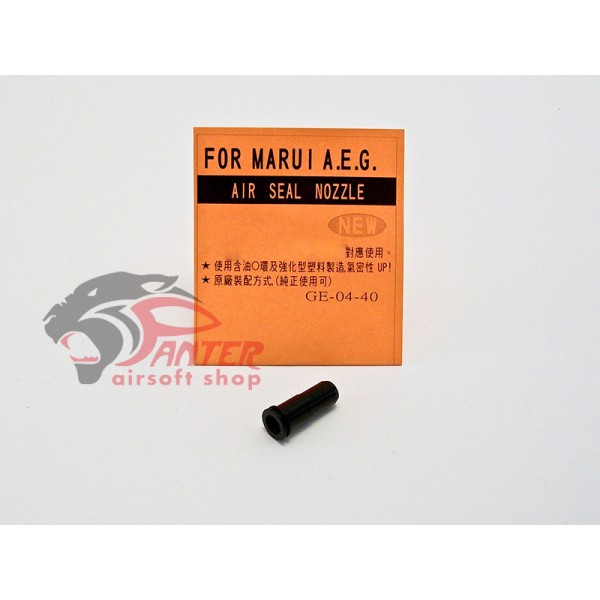 FOR MARUI A.E.G.
AIR SEAL NOZZLE
NEW
對應使用。
★ 使用含油O環及強化型塑料製造,氣密性 UP!
★ 原廠裝配方式,(純正使用可)
GE-04-40
PANTER
airsoft shop